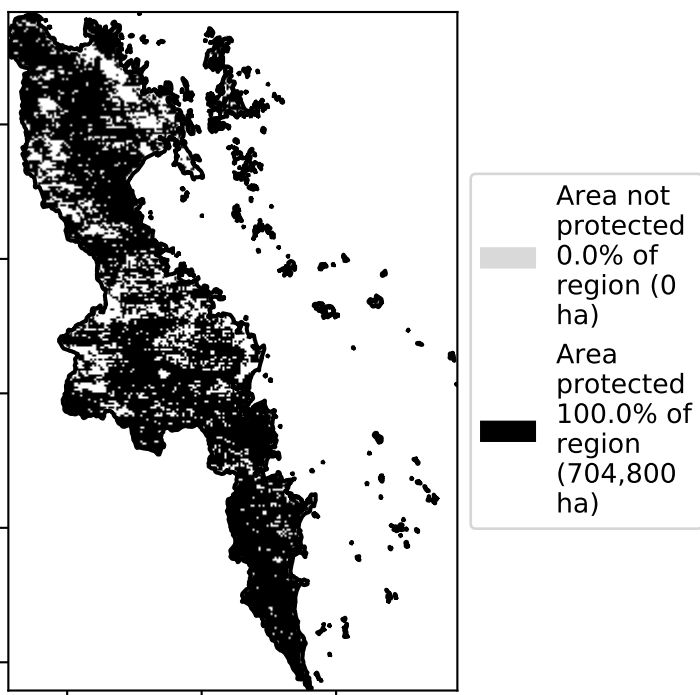 Area not
protected
0.0% of
region (0
ha)
Area
protected
100.0% of
region
(704,800
ha)